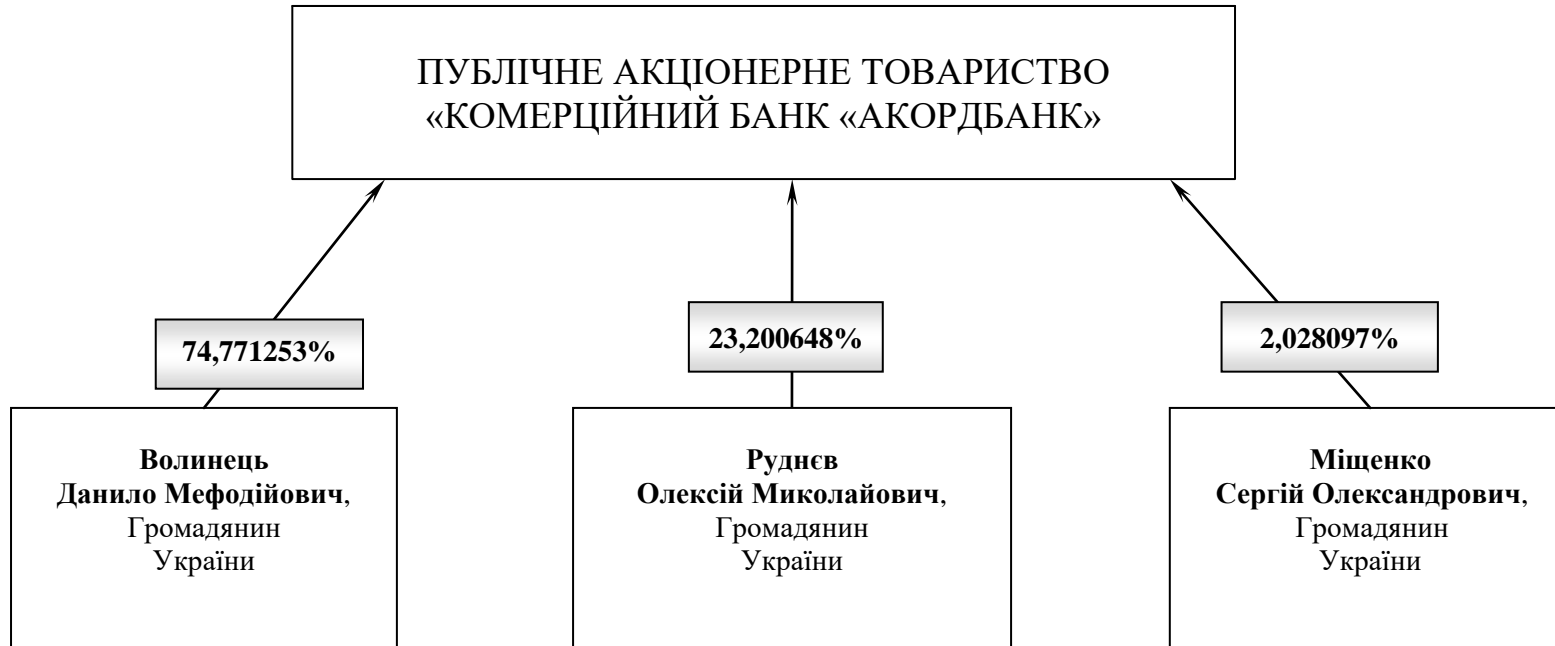 ПУБЛІЧНЕ АКЦІОНЕРНЕ ТОВАРИСТВО
«КОМЕРЦІЙНИЙ БАНК «АКОРДБАНК»
74,771253%
23,200648%
2,028097%
Волинець
Данило Мефодійович,
Громадянин
України
Руднєв
Олексій Миколайович,
Громадянин
України
Міщенко
Сергій Олександрович,
Громадянин
України